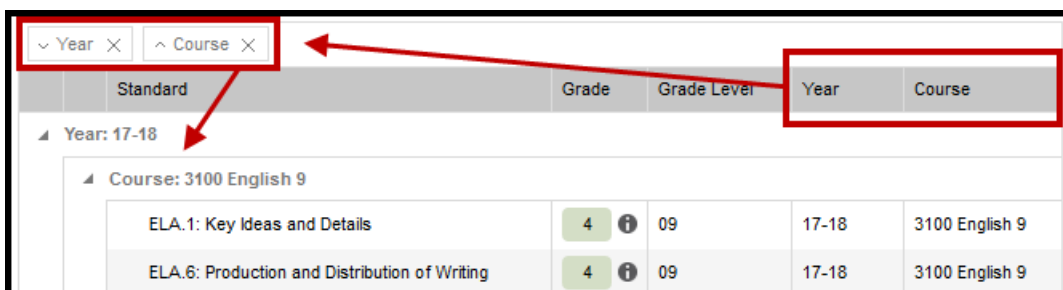 Year Course
Standard Grade Grade Level Year Course
Year: 17-18
Course: 3100 English 9
ELA.1: Key Ideas and Details 4 09 17-18 3100 English 9
ELA.6: Production and Distribution of Writing 4 09 17-18 3100 English 9